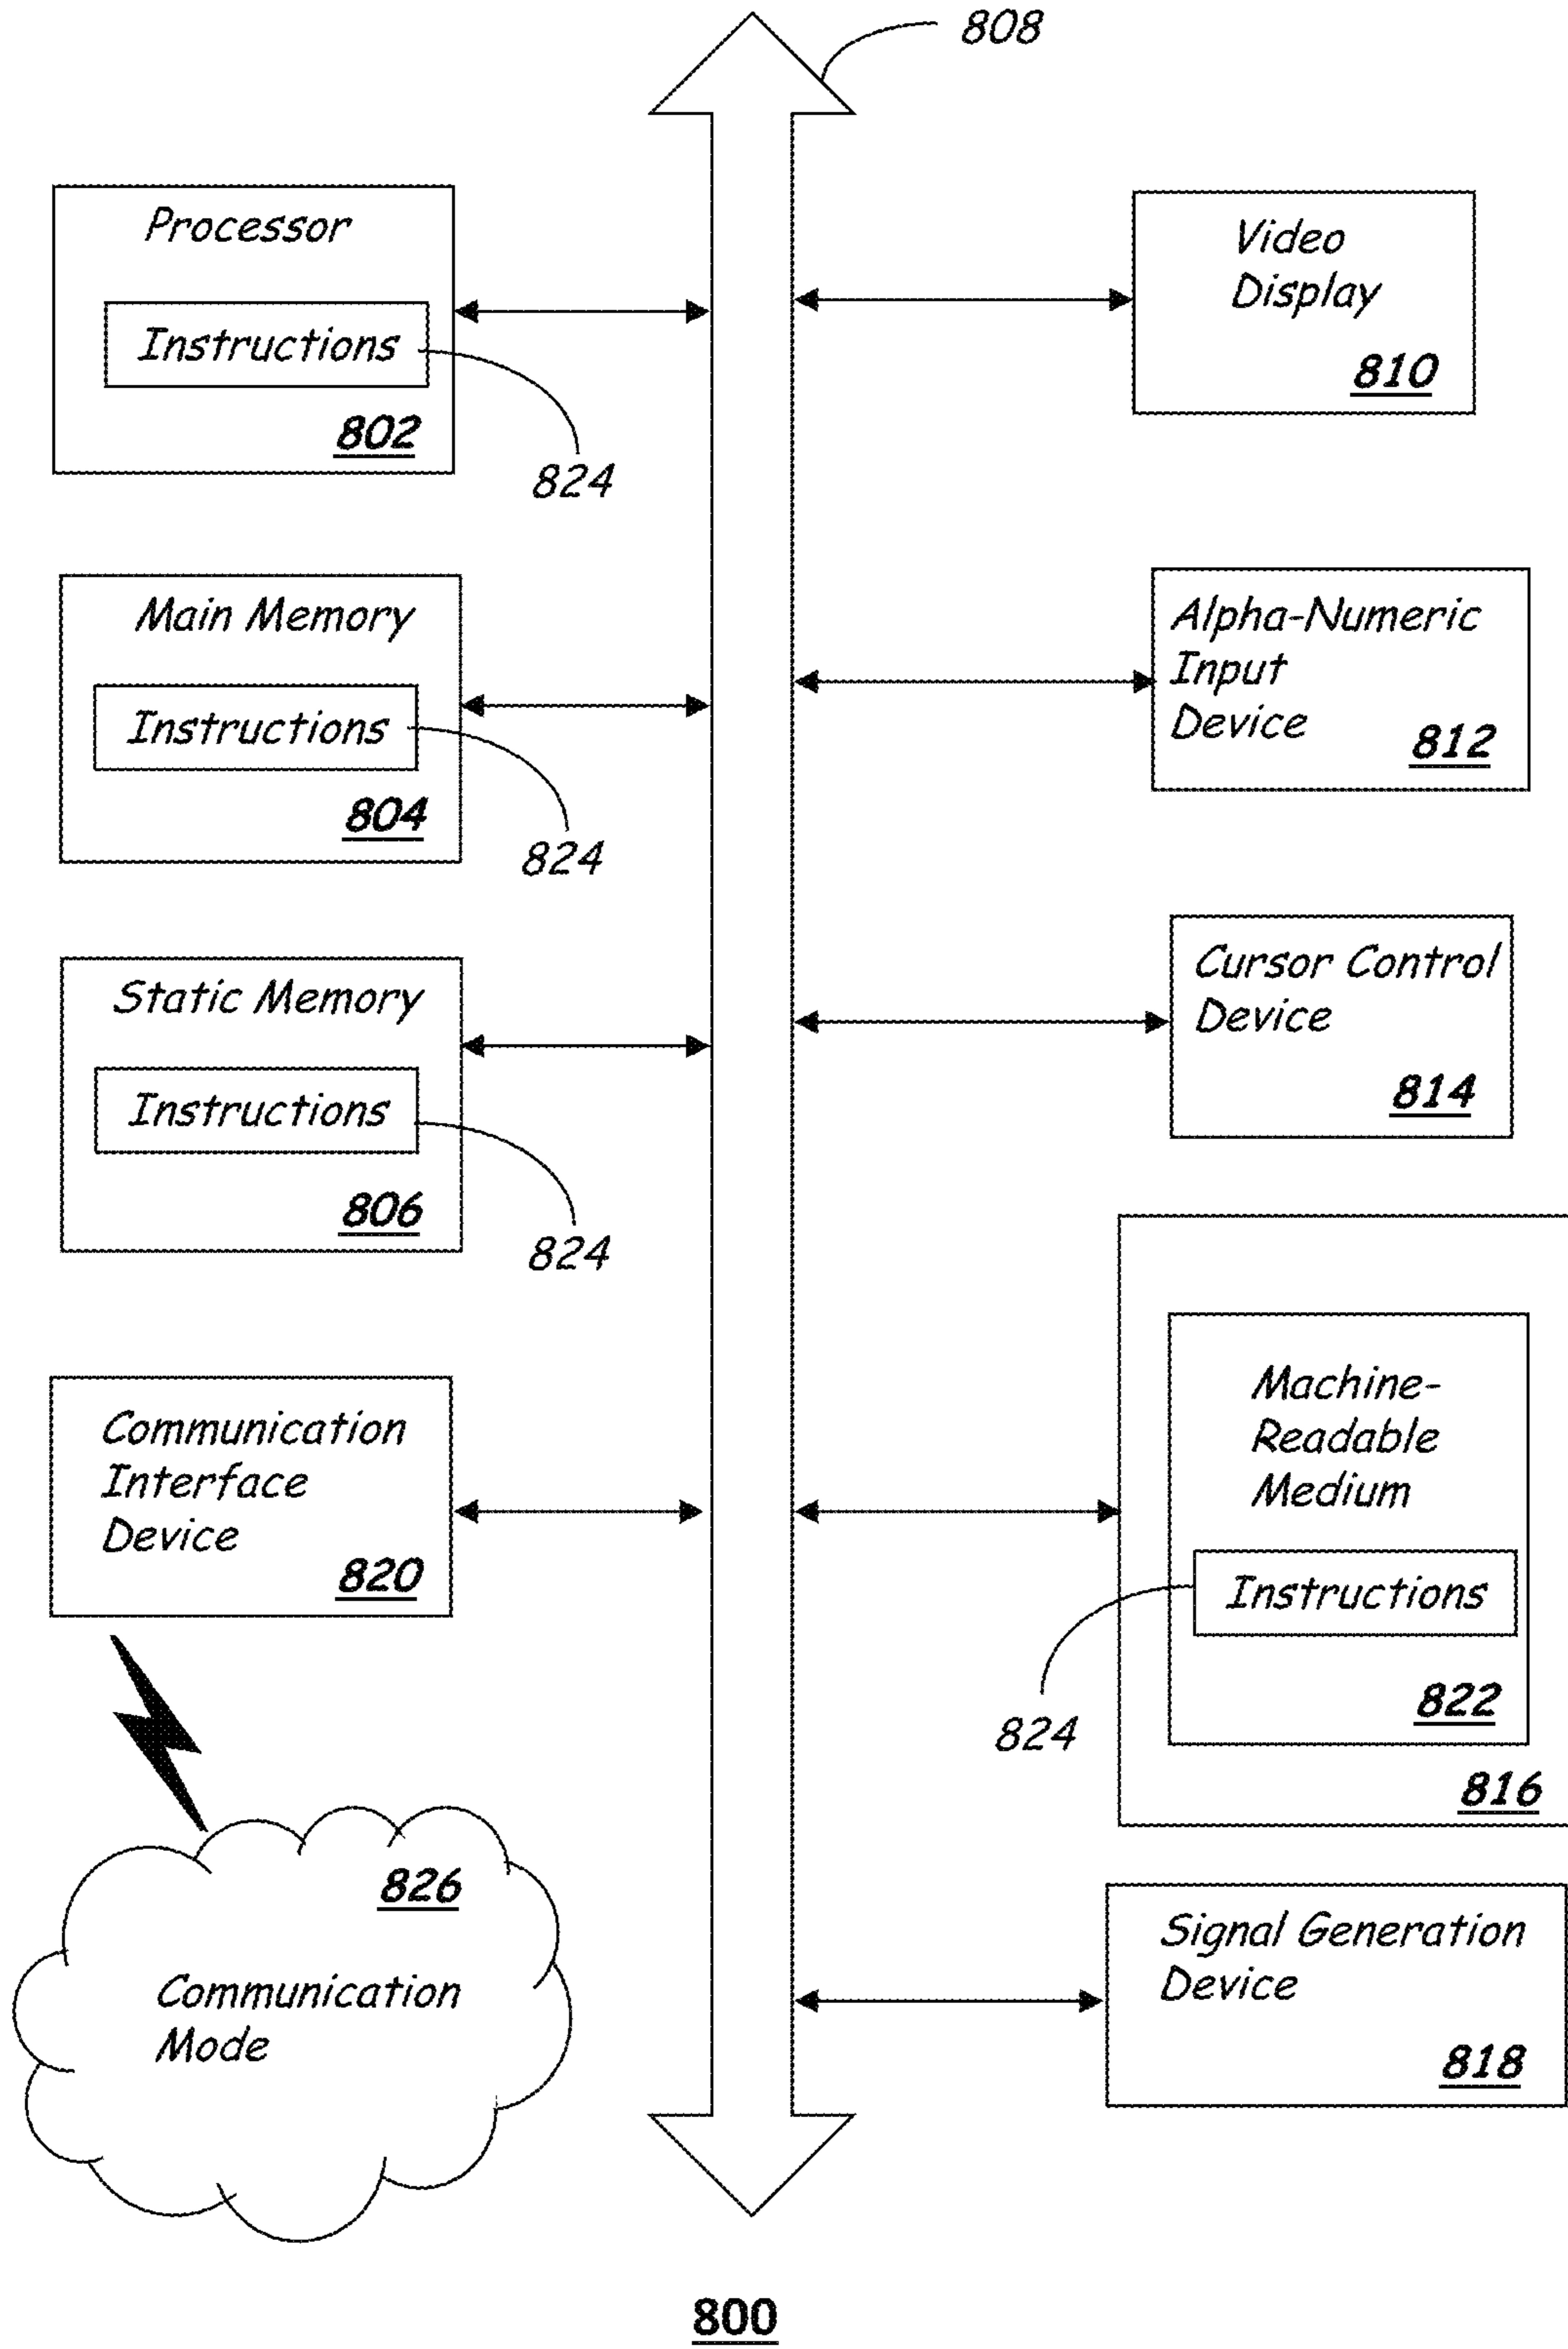 808
Processor
Instructions
802
824
Main Memory
Instructions
804
824
Static Memory
Instructions
806
824
Communication
Interface
Device
820
826
Communication
Mode
Video
Display
810
Alpha-Numeric
Input
Device
812
Cursor Control
Device
814
Machine-
Readable
Medium
Instructions
824
822
816
Signal Generation
Device
818
800